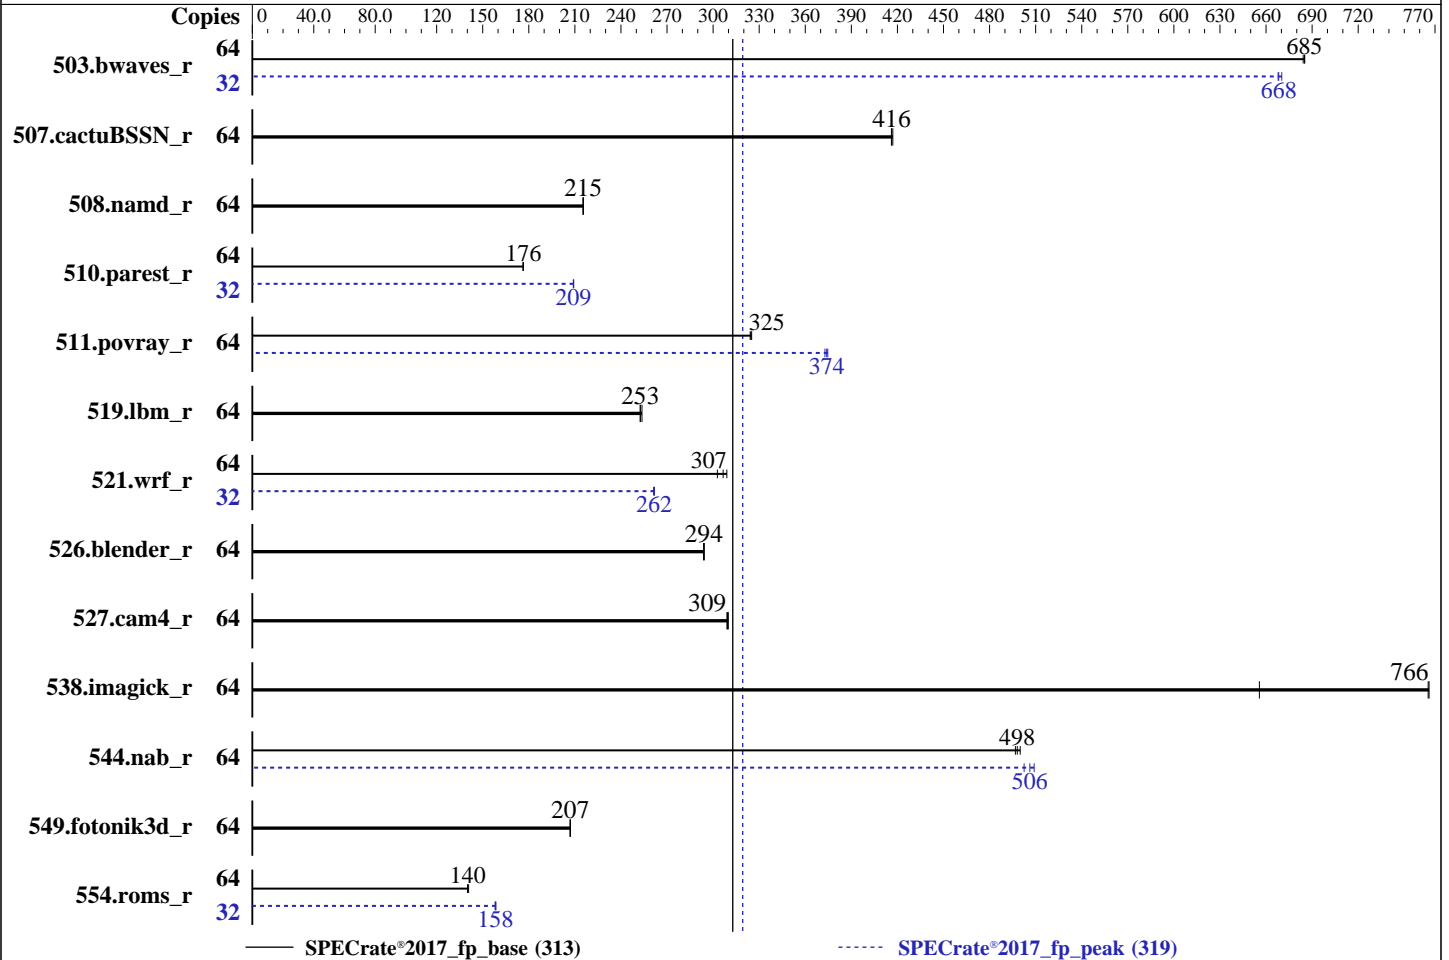 Copies 0 40.0 80.0 120 150 180 210 240 270 300 330 360 390 420 450 480 510 540 570 600 630 660 690 720 770
503.bwaves_r 64 685
32 668
507.cactuBSSN_r 64 416
508.namd_r 64 215
510.parest_r 64 176
32 209
511.povray_r 64 325
374
519.lbm_r 64 253
521.wrf_r 64 307
32 262
526.blender_r 64 294
527.cam4_r 64 309
538.imagick_r 64 766
544.nab_r 64 498
506
549.fotonik3d_r 64 207
554.roms_r 64 140
32 158
SPECrate®2017_fp_base (313) SPECrate®2017_fp_peak (319)